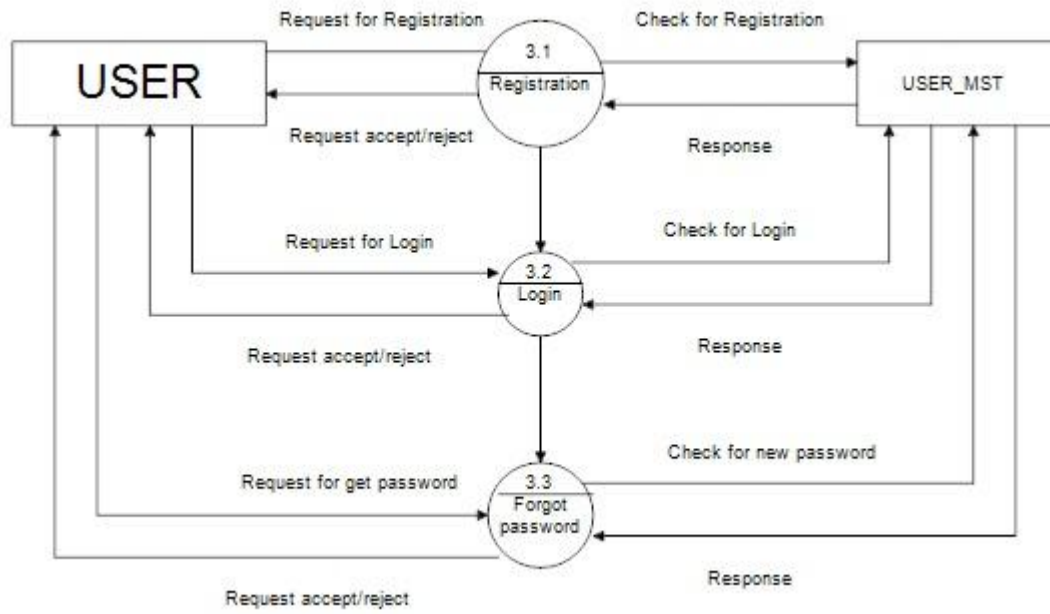 Request for Registration
Check for Registration
3.1
Registration
USER
USER_MST
Request accept/reject
Response
Request for Login
Check for Login
3.2
Login
Request accept/reject
Response
Check for new password
Request for get password
3.3
Forgot
password
Response
Request accept/reject